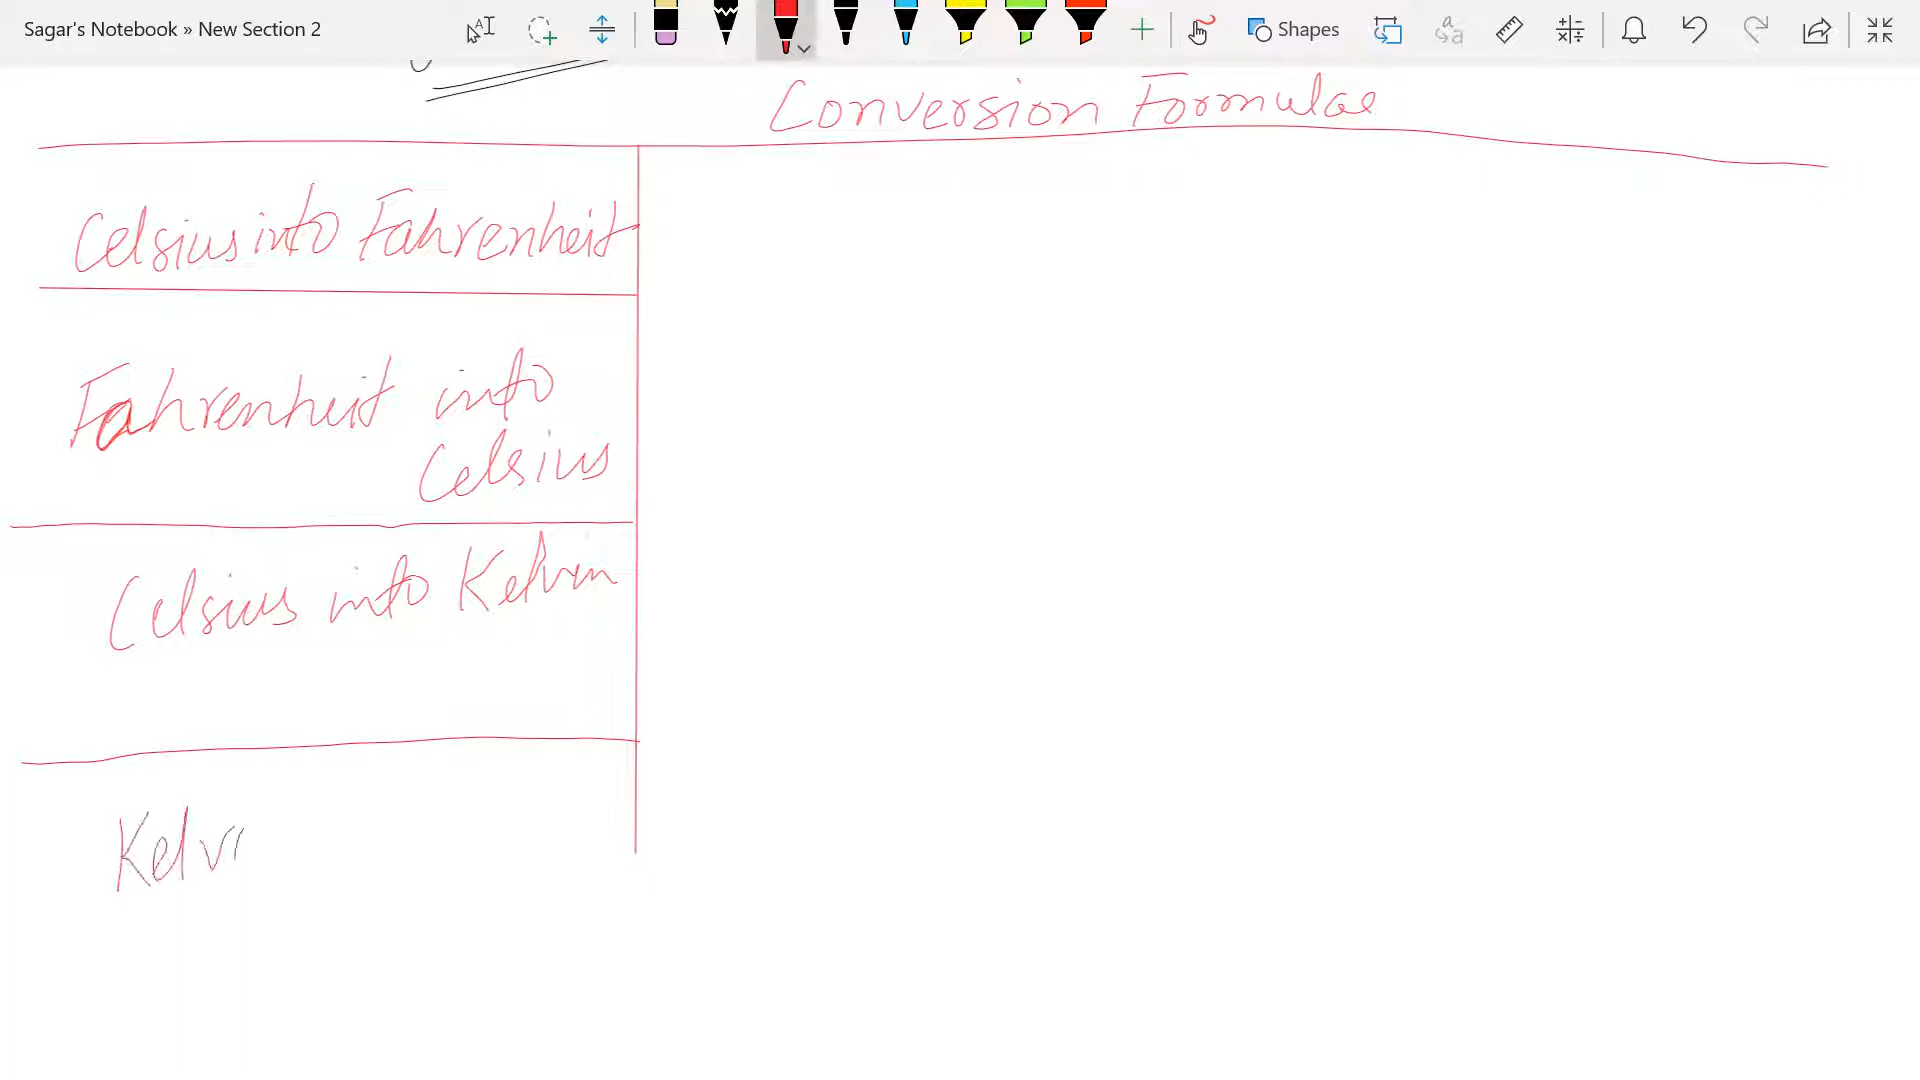 Sagar's Notebook » New Section 2
Shapes
Conversion Formulae
Celsius into Fahrenheit
Fahrenheit into
Celsius
Celsius into Kelvin
Kelvi